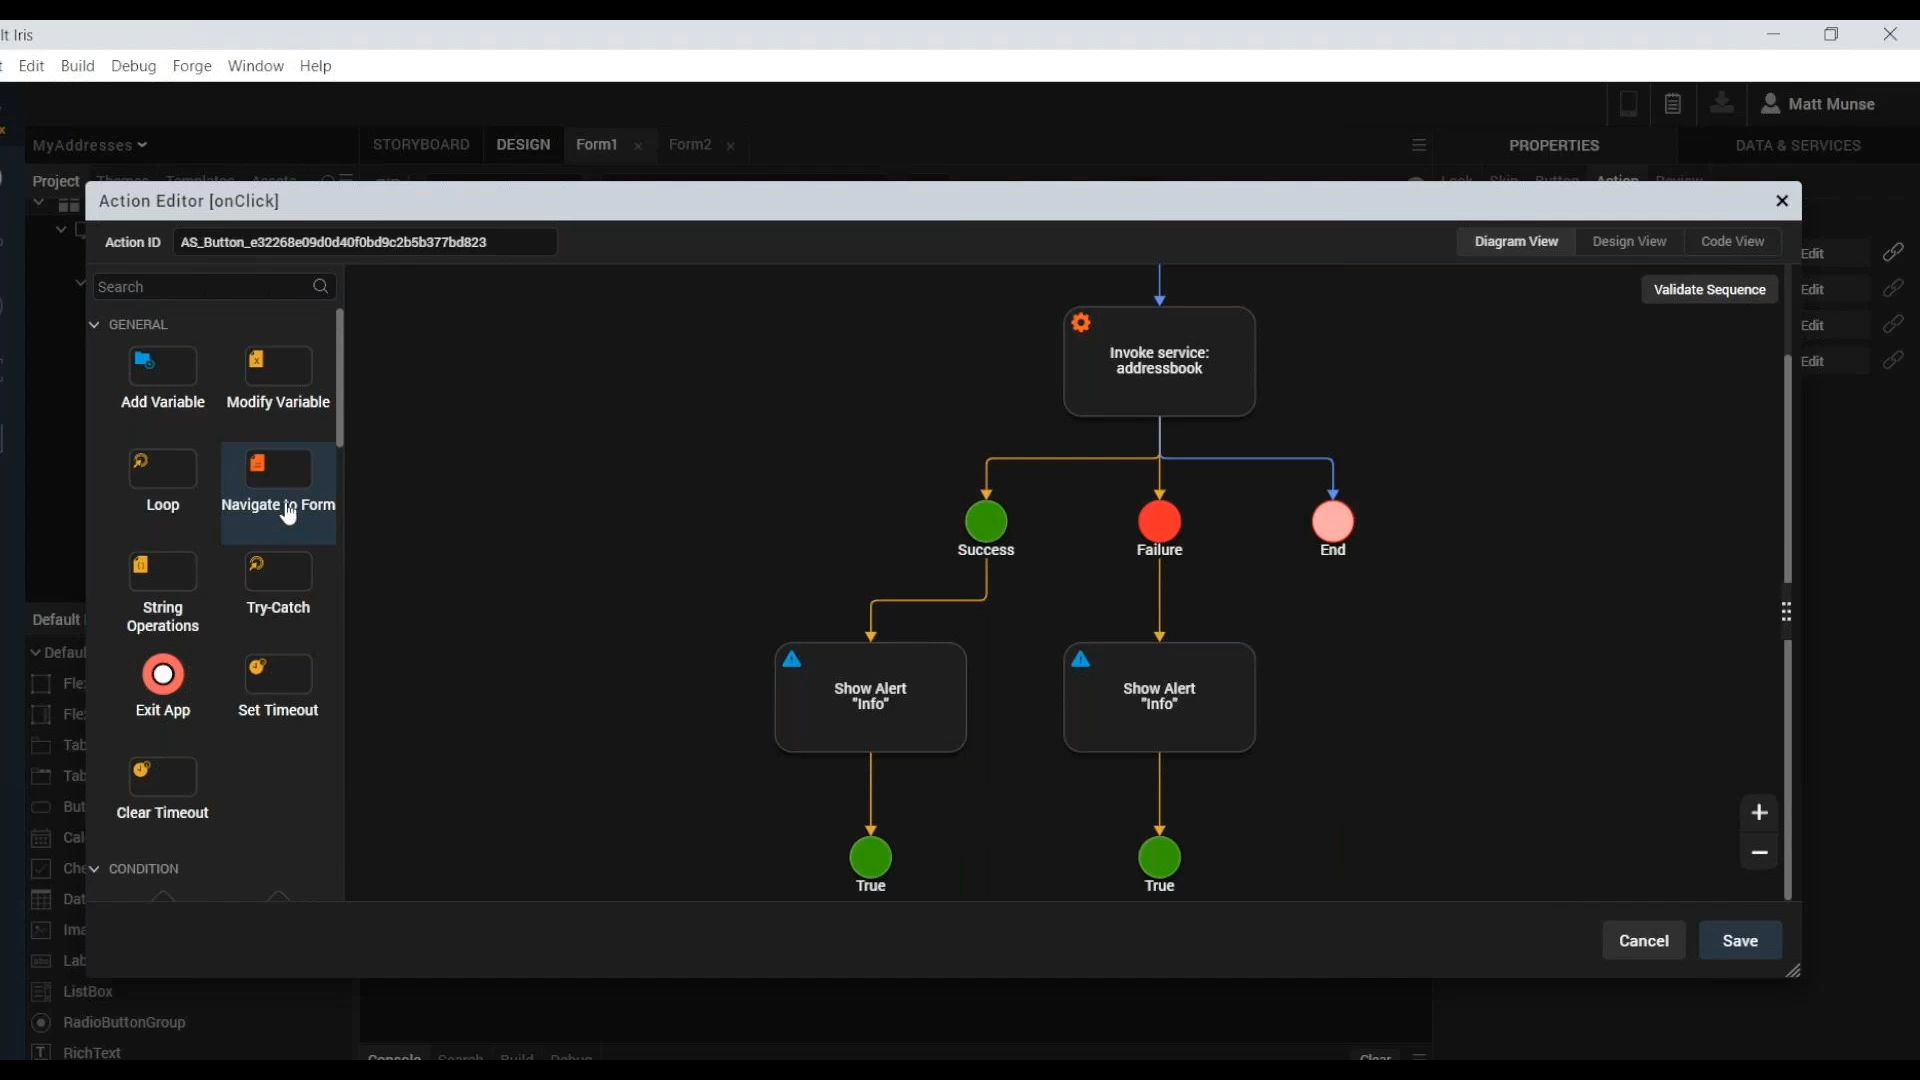 lt Iris
Edit Build Debug Forge Window Help
Matt Munse
MyAddresses
STORYBOARD DESIGN Form1 Form2
PROPERTIES DATA & SERVICES
Project Themes Templates Assets
Look Skin Button Action Review
Action Editor [onClick]
Action ID AS_Button_e32268e09d0d40f0bd9c2b5b377bd823
Diagram View Design View Code View
Edit
Edit
Edit
Edit
Search
Validate Sequence
GENERAL
Add Variable Modify Variable
Loop Navigate to Form
String Operations Try-Catch
Exit App Set Timeout
Clear Timeout
CONDITION
Invoke service:
addressbook
Success Failure End
Show Alert
"Info"
Show Alert
"Info"
True True
Cancel Save
Default
Defaul
Fle
Fle
Tab
Tab
But
Cal
Che
Dat
Ima
Lab
ListBox
RadioButtonGroup
RichText
Console Search Build Debug Clear